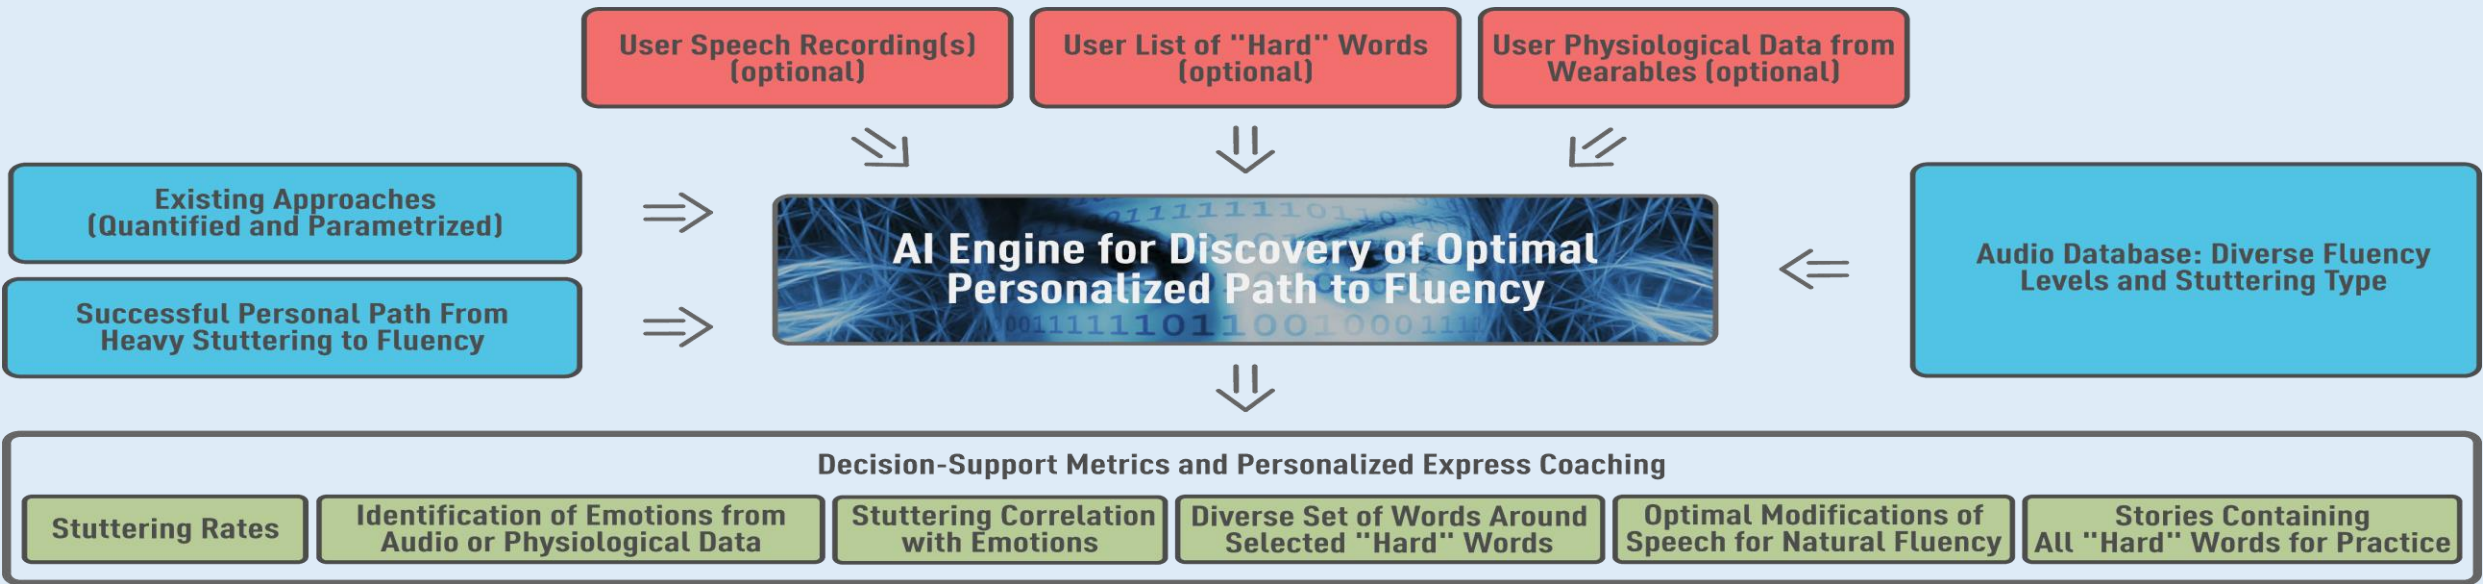 User Speech Recording(s)
(optional)
User List of "Hard" Words
(optional)
User Physiological Data from
Wearables (optional)
Existing Approaches
(Quantified and Parametrized)
Successful Personal Path From
Heavy Stuttering to Fluency
AI Engine for Discovery of Optimal
Personalized Path to Fluency
Audio Database: Diverse Fluency
Levels and Stuttering Type
Decision-Support Metrics and Personalized Express Coaching
Stuttering Rates
Identification of Emotions from
Audio or Physiological Data
Stuttering Correlation
with Emotions
Diverse Set of Words Around
Selected "Hard" Words
Optimal Modifications of
Speech for Natural Fluency
Stories Containing
All "Hard" Words for Practice